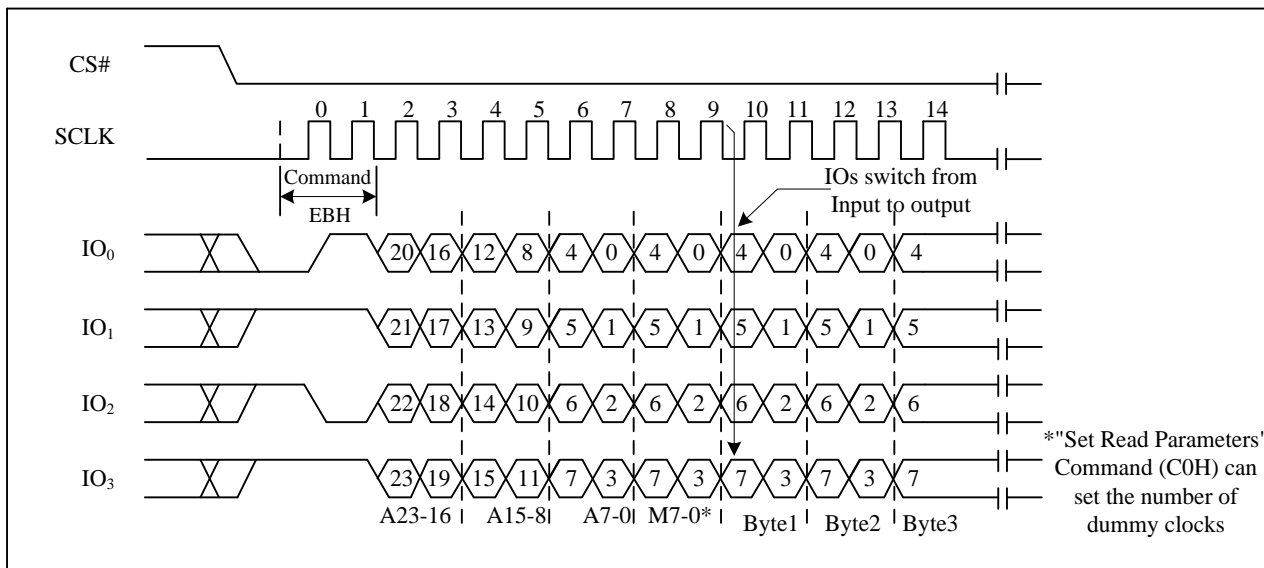 CS#
0 1 2 3 4 5 6 7 8 9 10 11 12 13 14
SCLK
Command
EBH
IOs switch from
Input to output
IO0
20 16 12 8 4 0 4 0 4 0 4 0 4
IO1
21 17 13 9 5 1 5 1 5 1 5 1 5
IO2
22 18 14 10 6 2 6 2 6 2 6 2 6
IO3
23 19 15 11 7 3 7 3 7 3 7 3 7
A23-16 A15-8 A7-0 M7-0* Byte1 Byte2 Byte3
*"Set Read Parameters"
Command (C0H) can
set the number of
dummy clocks